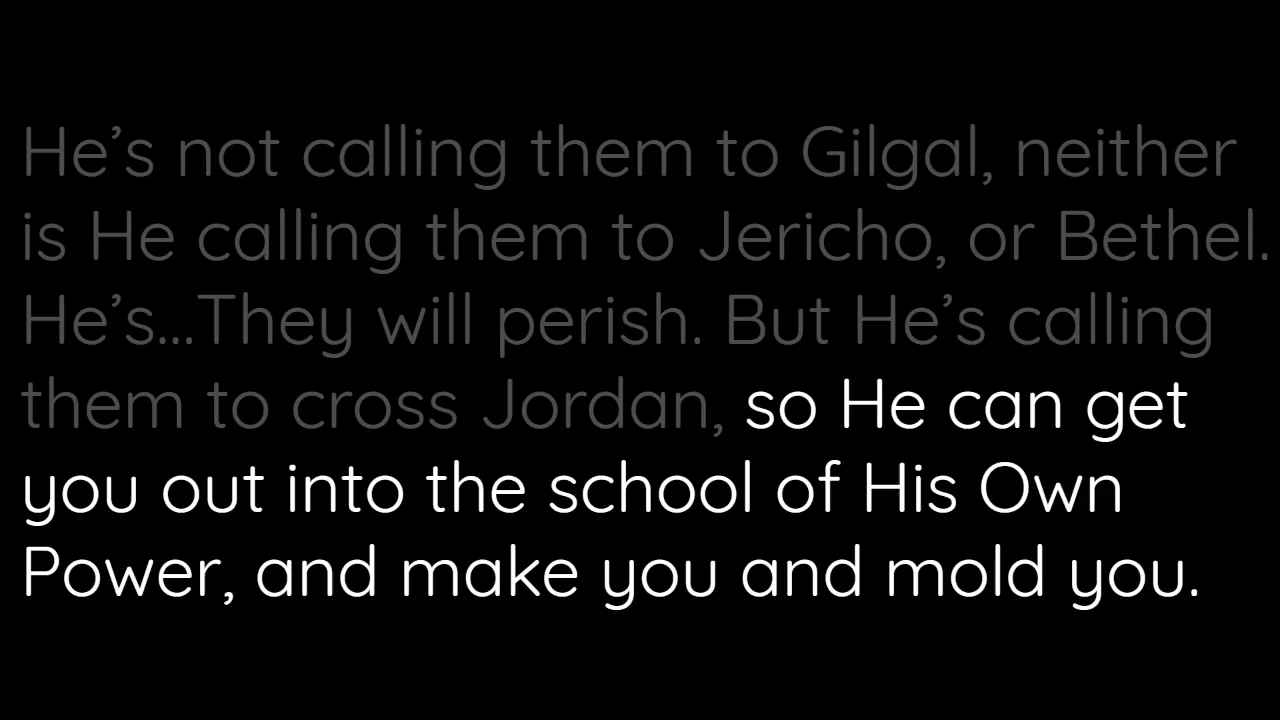 He’s not calling them to Gilgal, neither
is He calling them to Jericho, or Bethel.
He’s...They will perish. But He’s calling
them to cross Jordan, so He can get
you out into the school of His Own
Power, and make you and mold you.